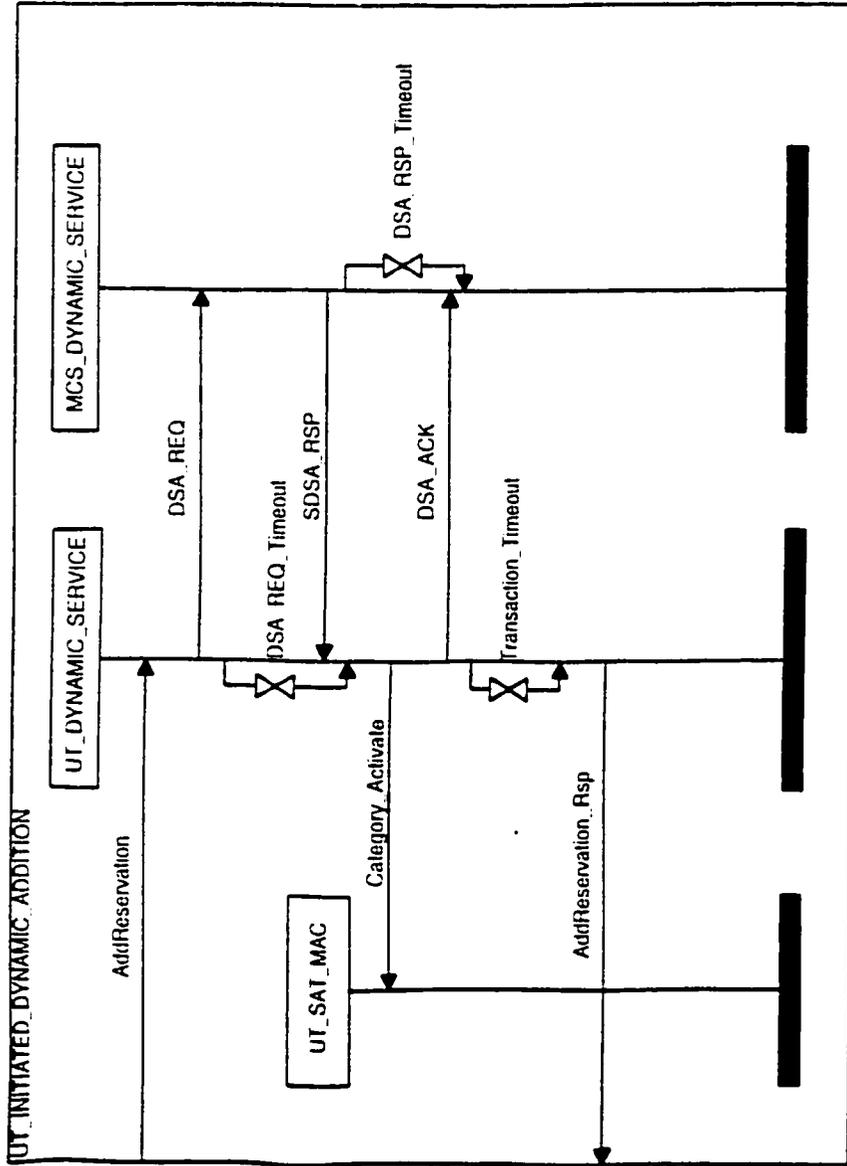 UT_INITIATED_DYNAMIC_ADDITION
UT_DYNAMIC_SERVICE
MCS_DYNAMIC_SERVICE
AddReservation
DSA_REQ
DSA_REQ_Timeout
SDSA_RSP
DSA_RSP_Timeout
UT_SAT_MAC
Category_Activate
DSA_ACK
Transaction_Timeout
AddReservation_Rsp